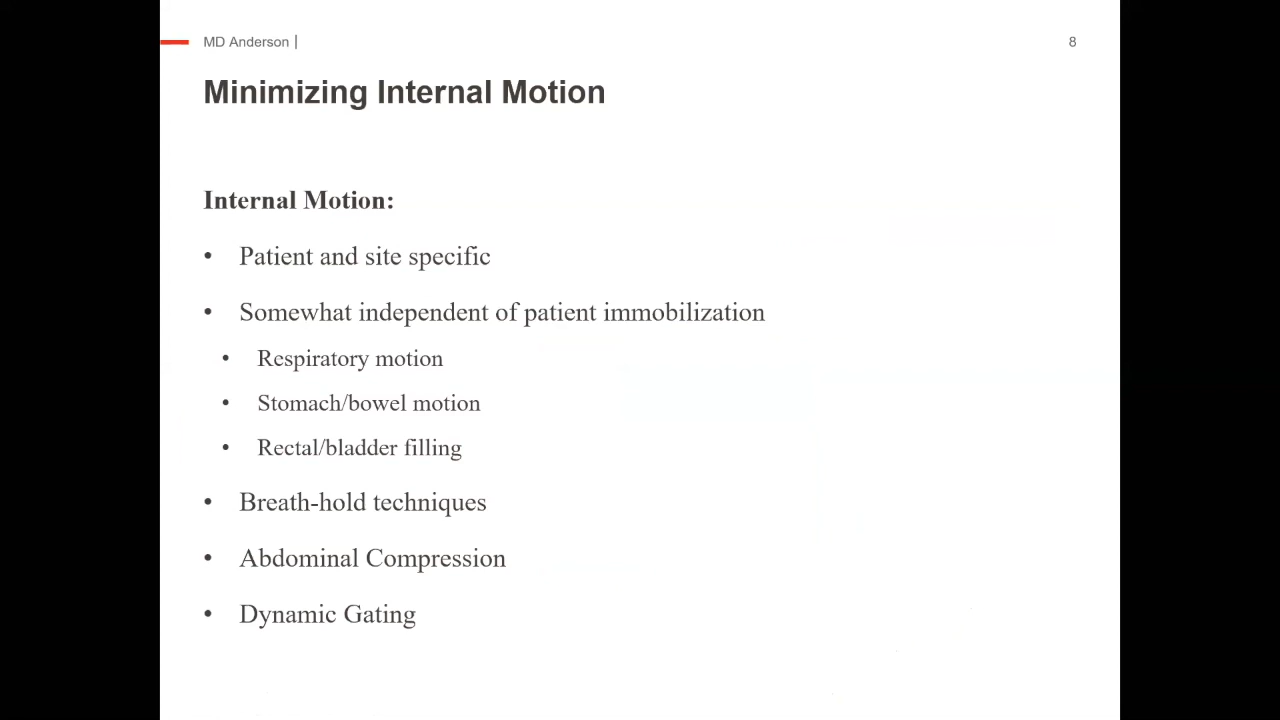 MD Anderson | 8
Minimizing Internal Motion
Internal Motion:
• Patient and site specific
• Somewhat independent of patient immobilization
• Respiratory motion
• Stomach/bowel motion
• Rectal/bladder filling
• Breath-hold techniques
• Abdominal Compression
• Dynamic Gating